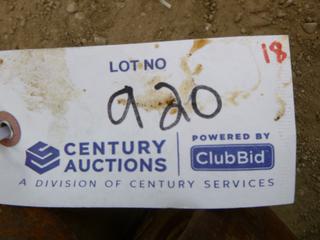 18
LOT NO
920
CENTURY AUCTIONS
POWERED BY
ClubBid
A DIVISION OF CENTURY SERVICES